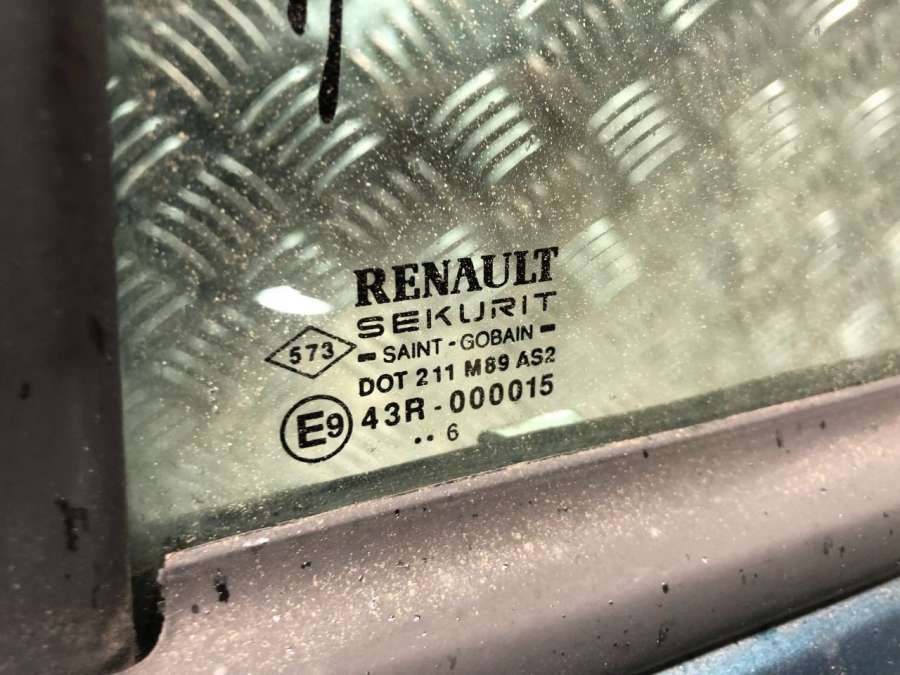 RENAULT
SEKURIT
573
SAINT-GOBAIN
DOT 211 M89 AS2
E9 43R-000015
·· 6